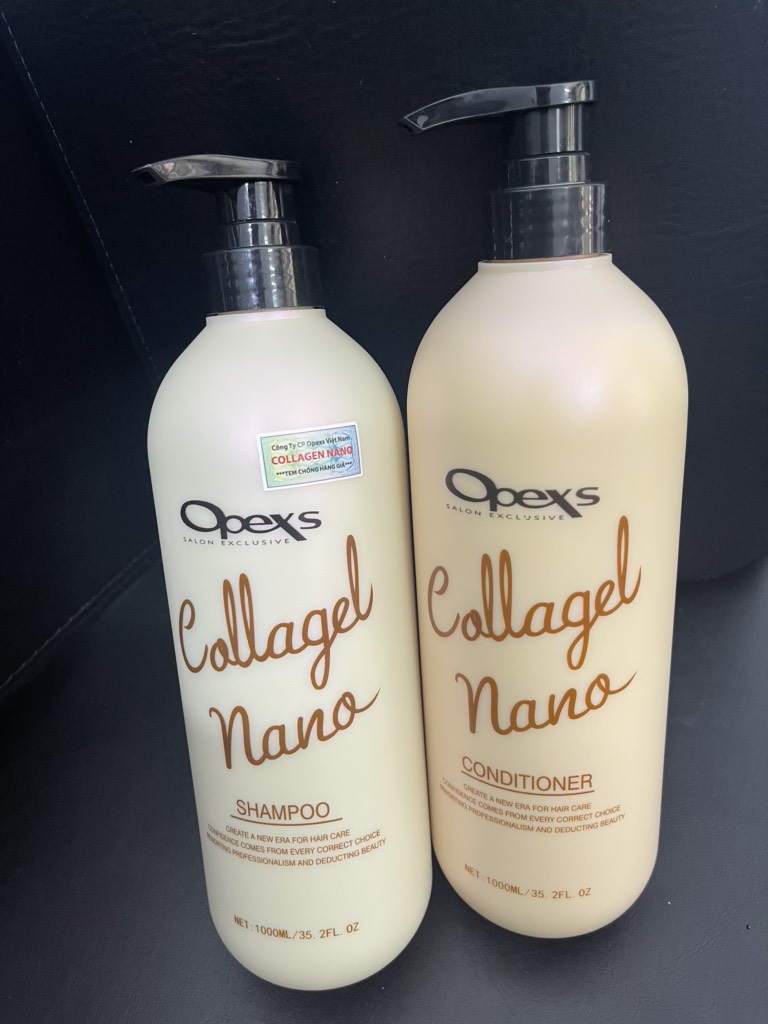 Công Ty CP Opexs Việt Nam
COLLAGEN NANO
***TEM CHỐNG HÀNG GIẢ***
Opexs
SALON EXCLUSIVE
Collagel
nano
SHAMPOO
CREATE A NEW ERA FOR HAIR CARE
CONFIDENCE COMES FROM EVERY CORRECT CHOICE
PROFESSIONALISM AND DEDUCTING BEAUTY
NET:1000ML/35.2FL.OZ
Opexs
SALON EXCLUSIVE
Collagel
nano
CONDITIONER
CREATE A NEW ERA FOR HAIR CARE
CONFIDENCE COMES FROM EVERY CORRECT CHOICE
PROFESSIONALISM AND DEDUCTING BEAUTY
NET:1000ML/35.2FL.OZ